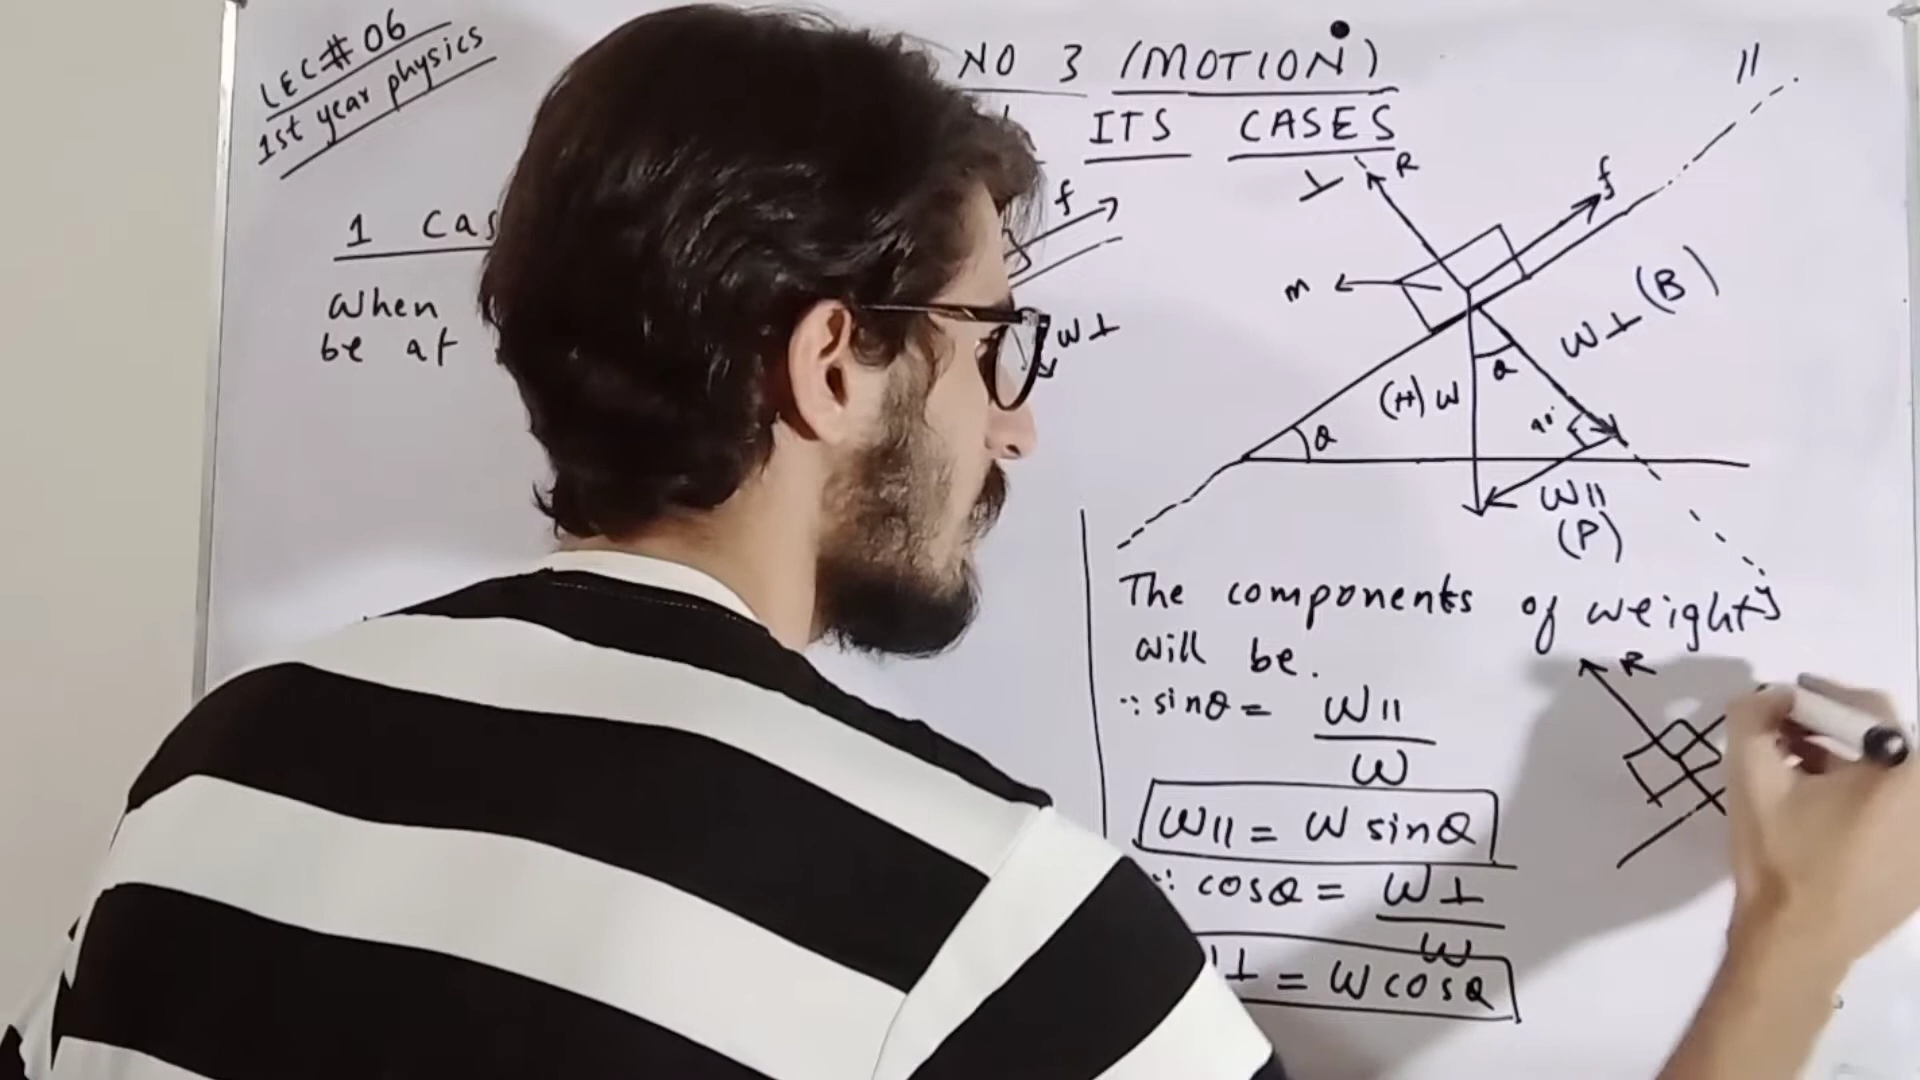 LEC# 06
1st year physics
NO 3 (MOTION)
ITS CASES
1 Cas
When
be at
f
W⊥
||
⊥
R
f
m
W⊥ (B)
(H) W
θ
90°
θ
W||
(P)
The components of weight
will be.
∵ sinθ = W||
W
W|| = W sinθ
∵ cosθ = W⊥
W
⊥ = W cosθ
y
R